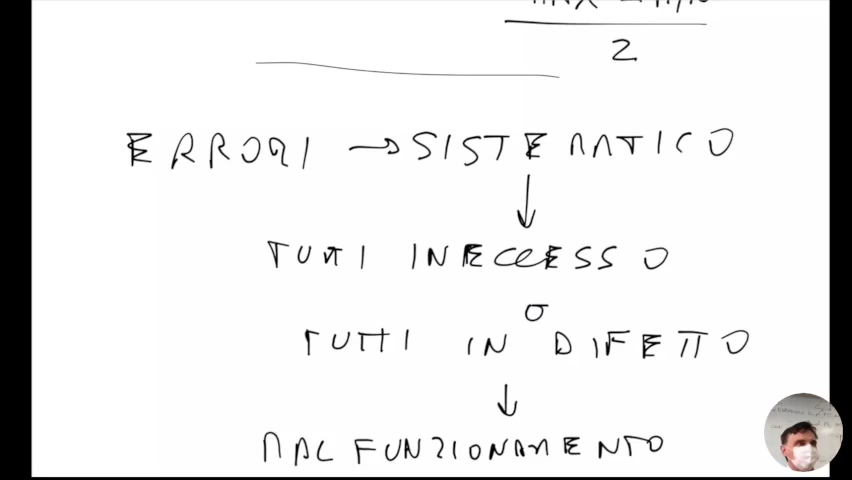 2
ERRORI → SISTEMATICO
↓
TUTTI IN ECCESSO
O
TUTTI IN DIFETTO
↓
MALFUNZIONAMENTO